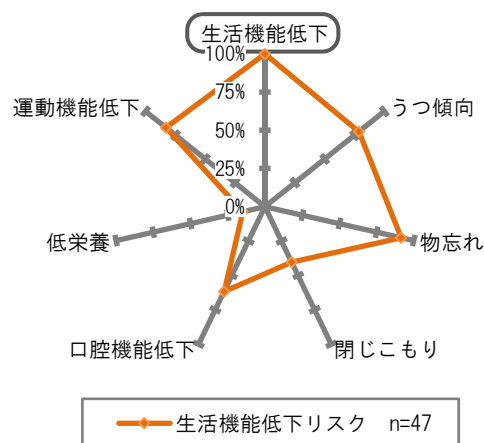 生活機能低下
100%
運動機能低下
75%
うつ傾向
50%
25%
0%
低栄養
物忘れ
口腔機能低下
閉じこもり
生活機能低下リスク n=47